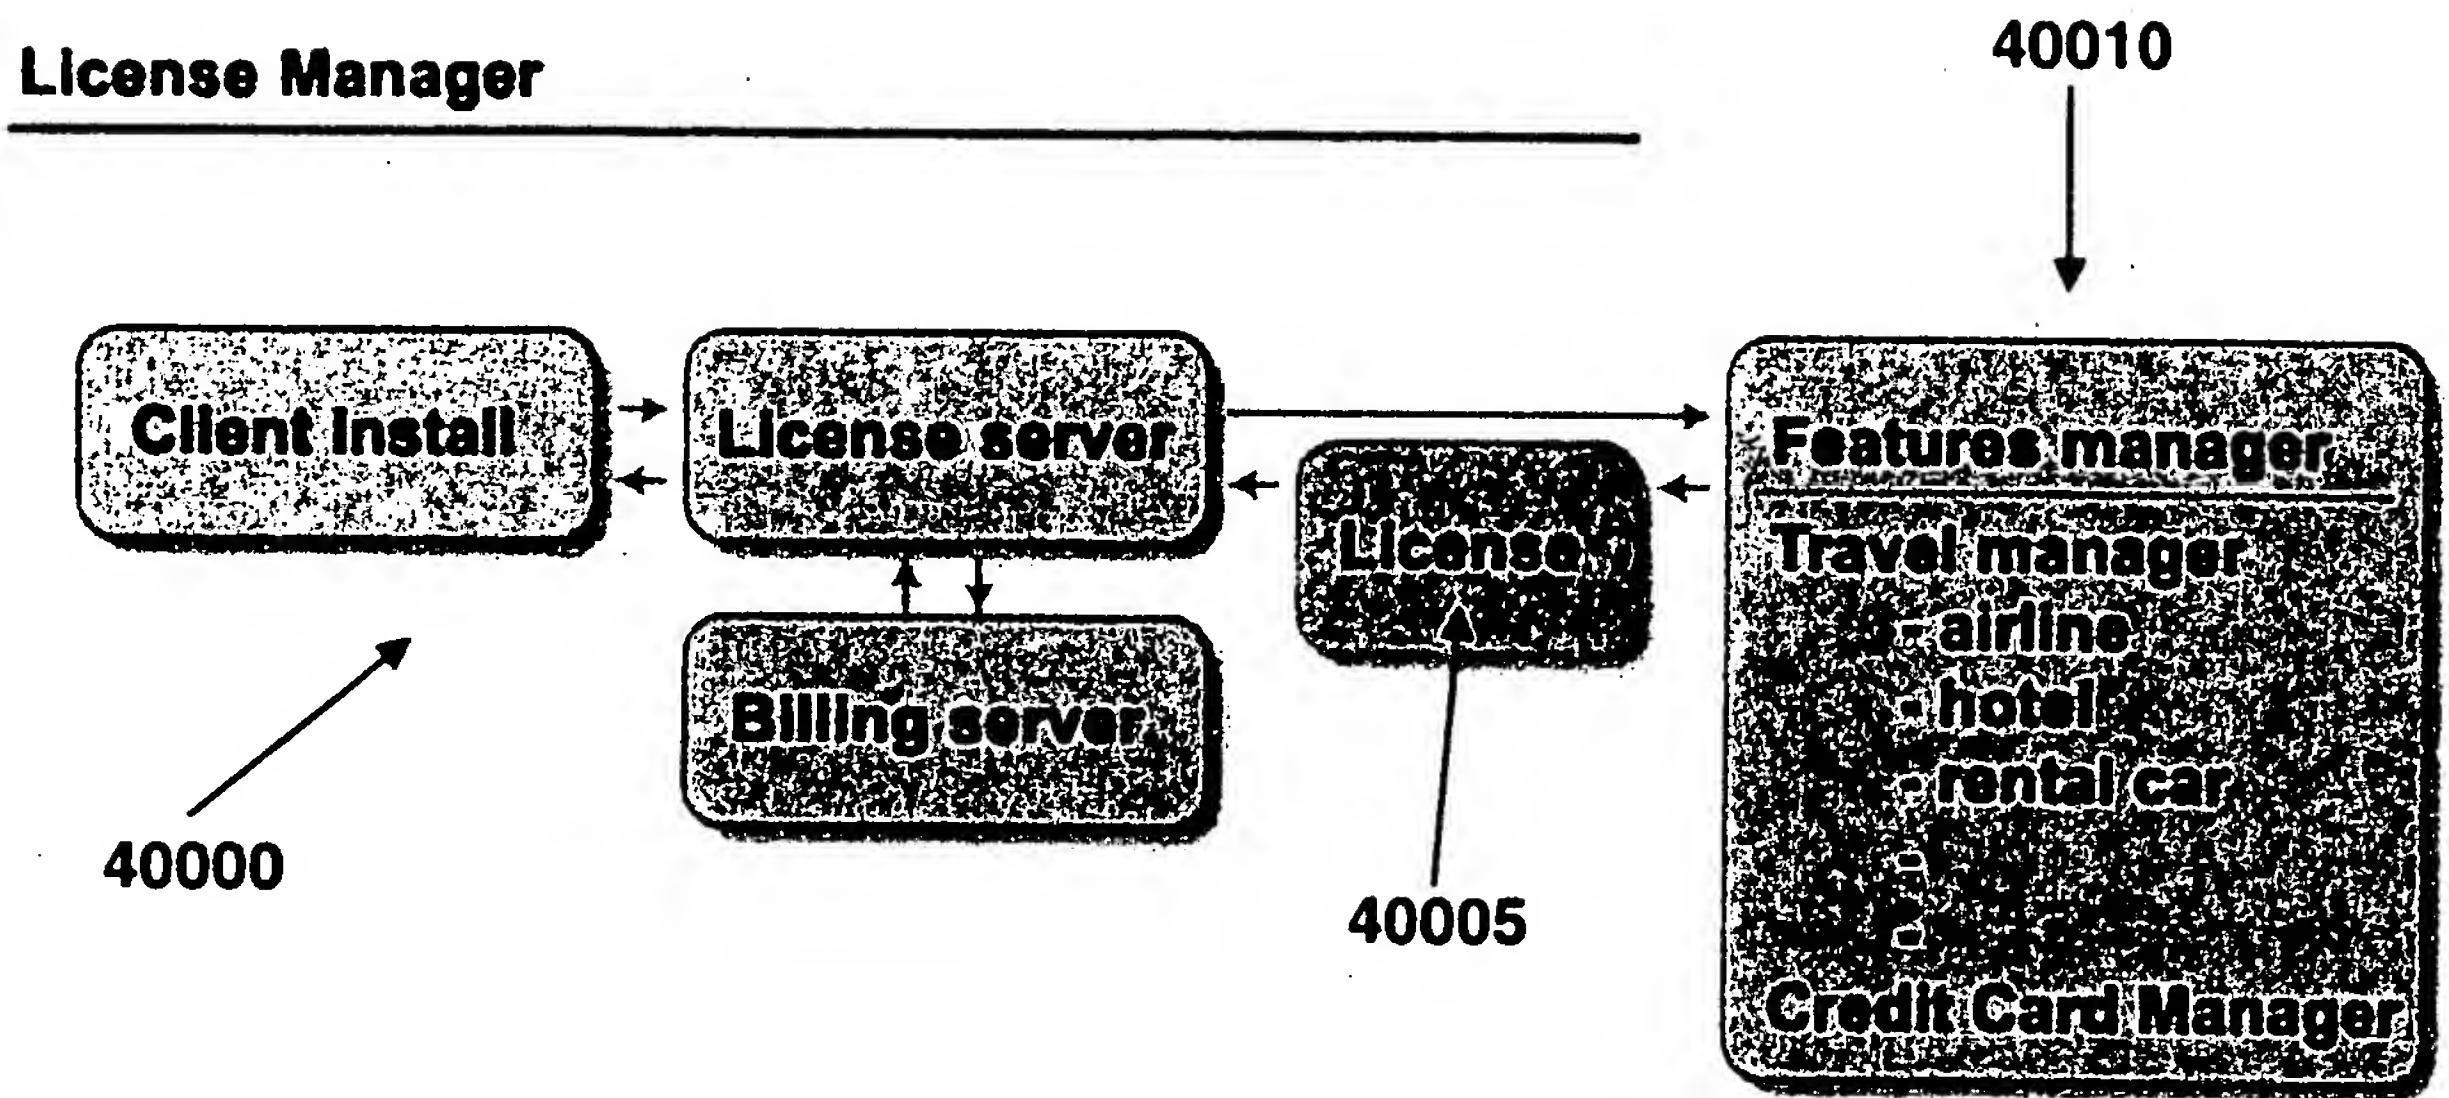 License Manager
40010
Client install
License server
Features manager
License
Travel manager
- airline
- hotel
- rental car
-
-
Billing server
40000
40005
Credit Card Manager